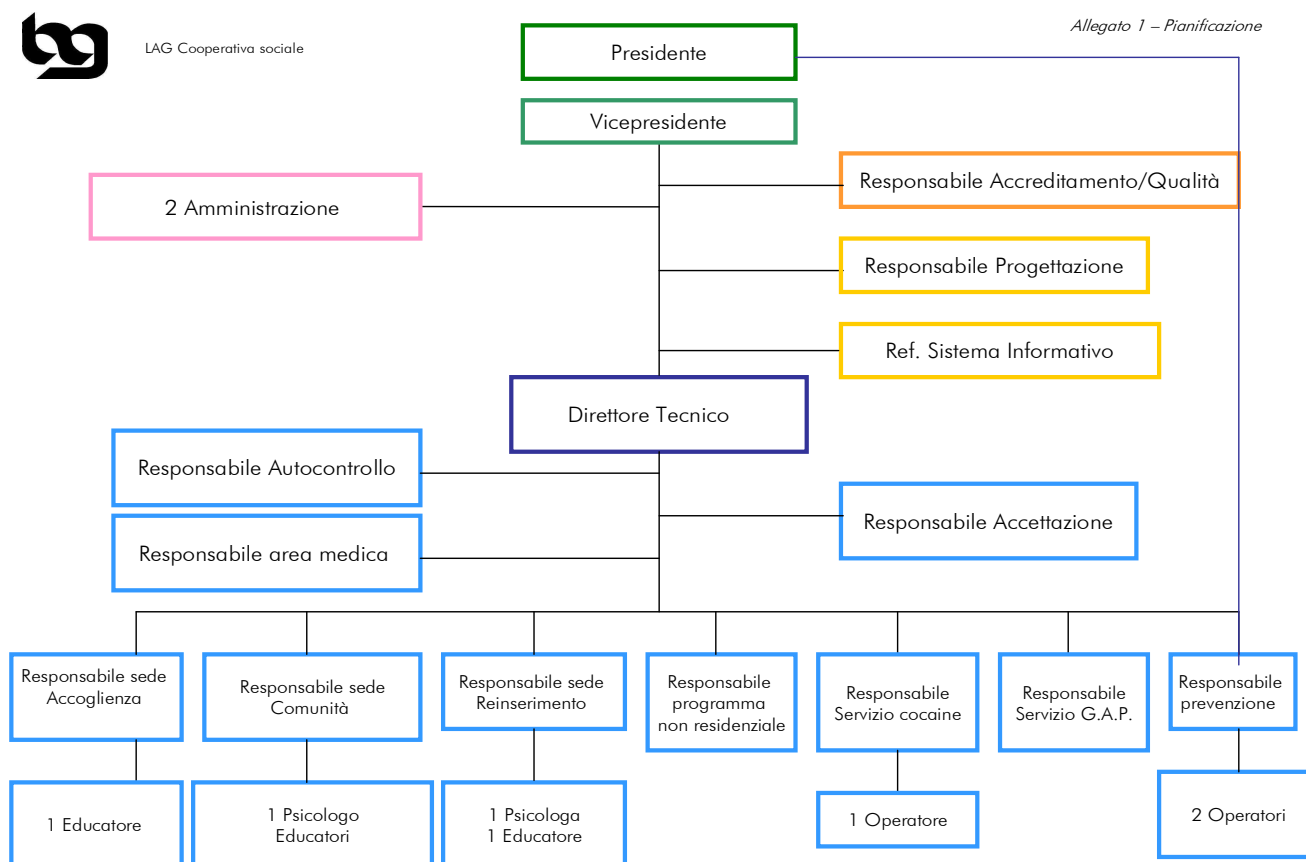 LAG Cooperativa sociale
Allegato 1 – Pianificazione
Presidente
Vicepresidente
Responsabile Accreditamento/Qualità
2 Amministrazione
Responsabile Progettazione
Ref. Sistema Informativo
Direttore Tecnico
Responsabile Autocontrollo
Responsabile Accettazione
Responsabile area medica
Responsabile sede
Accoglienza
Responsabile sede
Comunità
Responsabile sede
Reinserimento
Responsabile
programma
non residenziale
Responsabile
Servizio cocaine
Responsabile
Servizio G.A.P.
Responsabile
prevenzione
1 Educatore
1 Psicologo
Educatori
1 Psicologa
1 Educatore
1 Operatore
2 Operatori